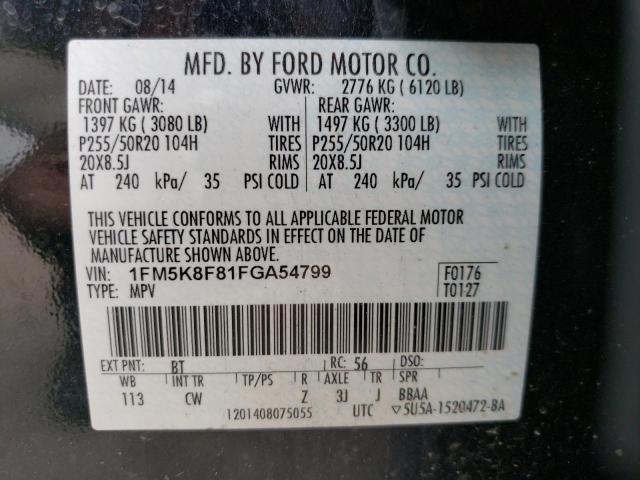 MFD. BY FORD MOTOR CO.
DATE: 08/14 GVWR: 2776 KG ( 6120 LB)
FRONT GAWR: REAR GAWR:
1397 KG ( 3080 LB) WITH 1497 KG ( 3300 LB) WITH
P255/50R20 104H TIRES P255/50R20 104H TIRES
20X8.5J RIMS 20X8.5J RIMS
AT 240 kPa/ 35 PSI COLD AT 240 kPa/ 35 PSI COLD
THIS VEHICLE CONFORMS TO ALL APPLICABLE FEDERAL MOTOR
VEHICLE SAFETY STANDARDS IN EFFECT ON THE DATE OF
MANUFACTURE SHOWN ABOVE.
VIN: 1FM5K8F81FGA54799 F0176
TYPE: MPV T0127
EXT PNT: BT RC: 56 DSO:
WB INT TR TP/PS R AXLE TR SPR
113 CW Z 3J J BBAA
1201408075055 UTC ▽5U5A-1520472-BA